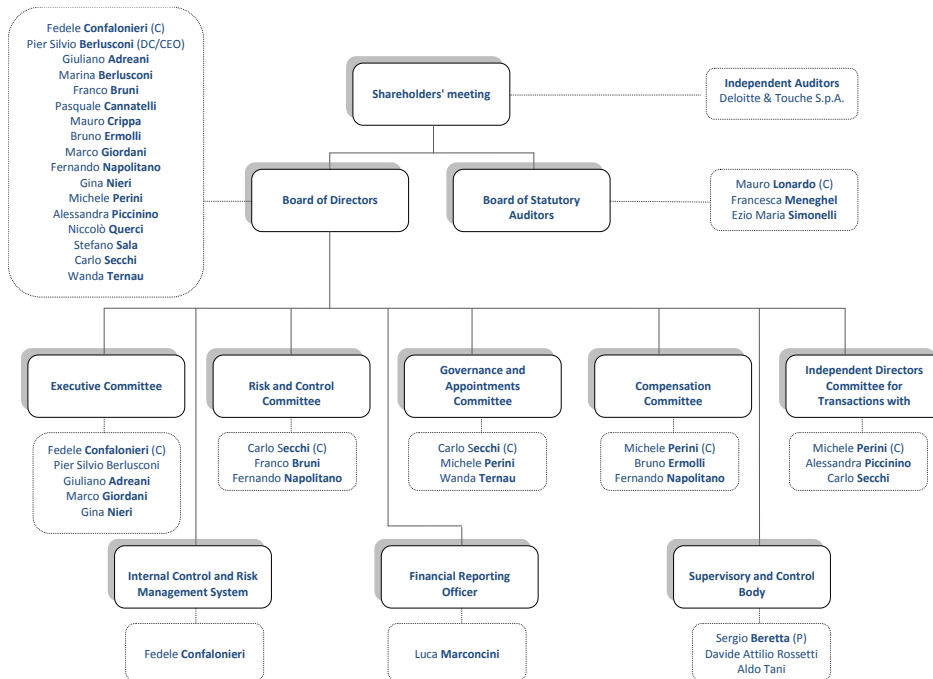 Fedele Confalonieri (C)
Pier Silvio Berlusconi (DC/CEO)
Giuliano Adreani
Marina Berlusconi
Franco Bruni
Pasquale Cannatelli
Mauro Crippa
Bruno Ermolli
Marco Giordani
Fernando Napolitano
Gina Nieri
Michele Perini
Alessandra Piccinino
Niccolò Querci
Stefano Sala
Carlo Secchi
Wanda Ternau
Shareholders' meeting
Independent Auditors
Deloitte & Touche S.p.A.
Board of Directors
Board of Statutory
Auditors
Mauro Lonardo (C)
Francesca Meneghel
Ezio Maria Simonelli
Executive Committee
Fedele Confalonieri (C)
Pier Silvio Berlusconi
Giuliano Adreani
Marco Giordani
Gina Nieri
Risk and Control
Committee
Carlo Secchi (C)
Franco Bruni
Fernando Napolitano
Governance and
Appointments
Committee
Carlo Secchi (C)
Michele Perini
Wanda Ternau
Compensation
Committee
Michele Perini (C)
Bruno Ermolli
Fernando Napolitano
Independent Directors
Committee for
Transactions with
Michele Perini (C)
Alessandra Piccinino
Carlo Secchi
Internal Control and Risk
Management System
Fedele Confalonieri
Financial Reporting
Officer
Luca Marconcini
Supervisory and Control
Body
Sergio Beretta (P)
Davide Attilio Rossetti
Aldo Tani